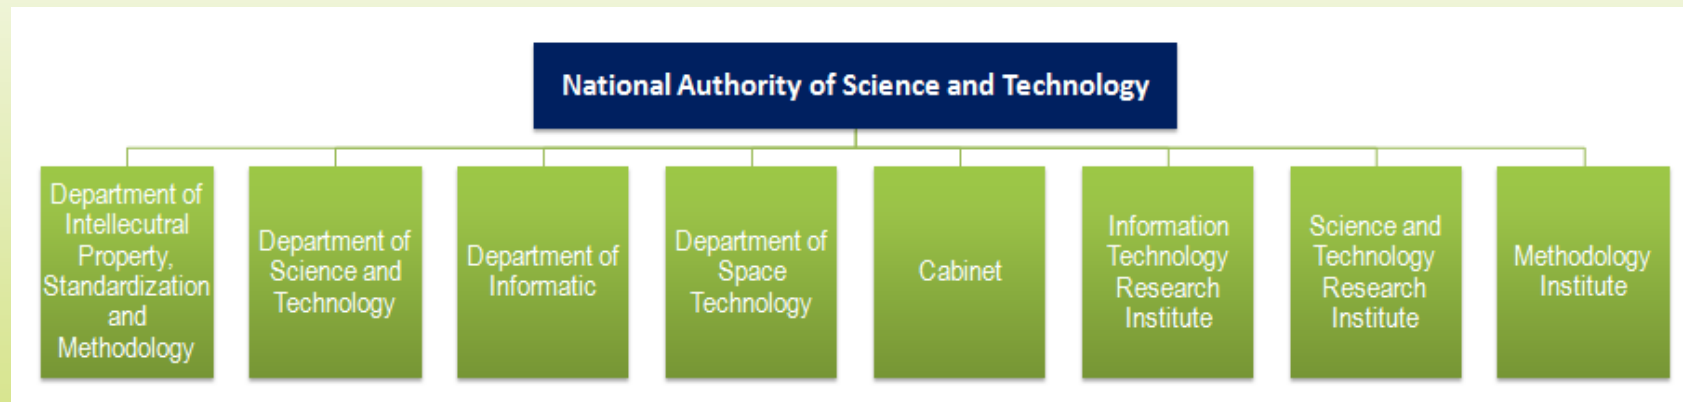 National Authority of Science and Technology
Department of
Intellecutral
Property,
Standardization
and
Methodology
Department of
Science and
Technology
Department of
Informatic
Department of
Space
Technology
Cabinet
Information
Technology
Research
Institute
Science and
Technology
Research
Institute
Methodology
Institute